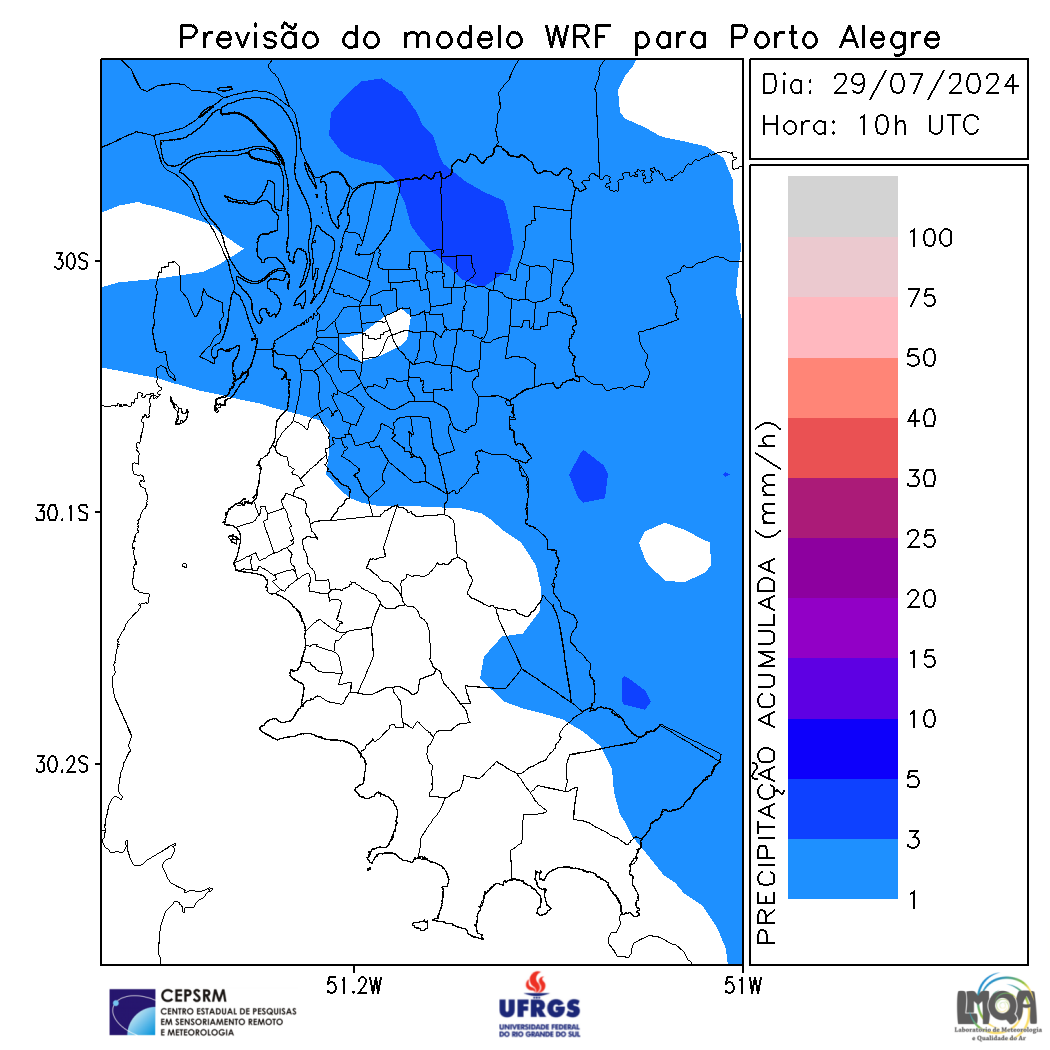 Previsão do modelo WRF para Porto Alegre
Dia: 29/07/2024
Hora: 10h UTC
30S
30.1S
30.2S
51.2W
51W
PRECIPITAÇÃO ACUMULADA (mm/h)
100
75
50
40
30
25
20
15
10
5
3
1
CEPSRM
CENTRO ESTADUAL DE PESQUISAS
EM SENSORIAMENTO REMOTO
E METEOROLOGIA
UFRGS
UNIVERSIDADE FEDERAL
DO RIO GRANDE DO SUL
LMQA
Laboratório de Meteorologia
e Qualidade do Ar